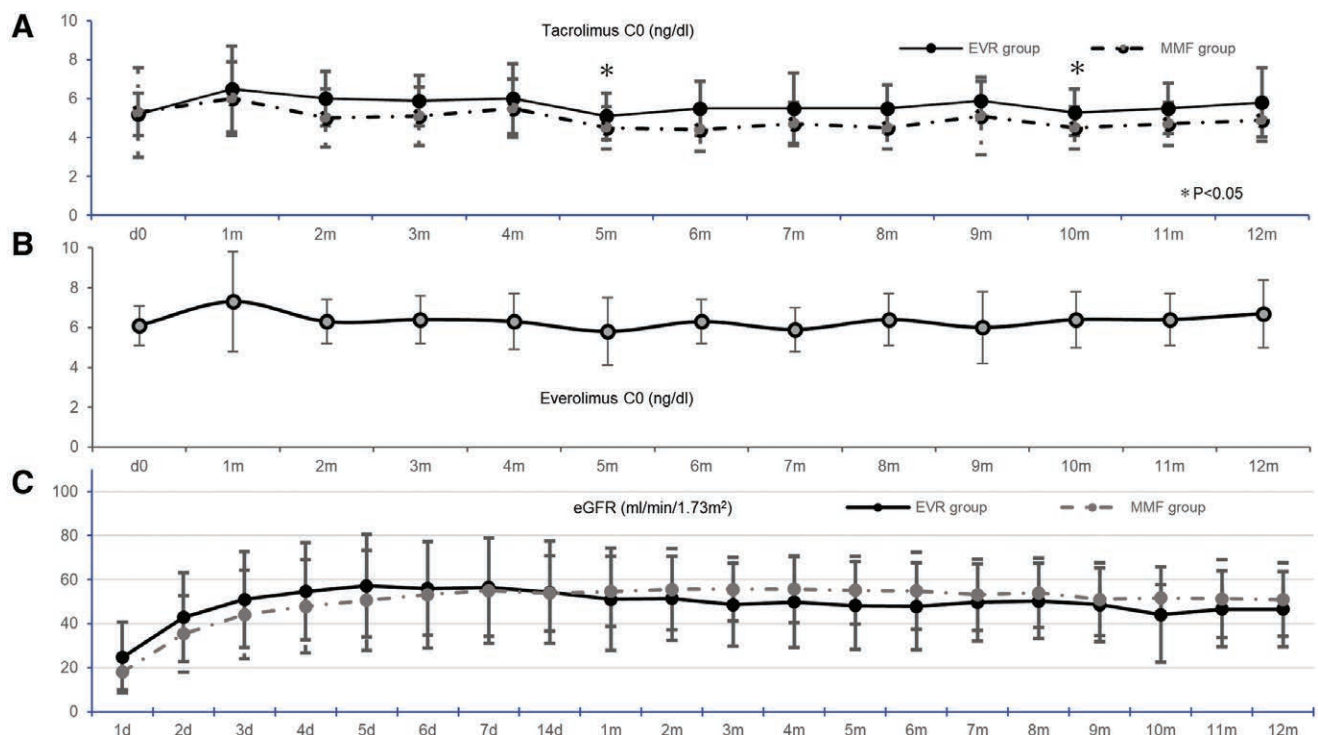 A
Tacrolimus C0 (ng/dl)
EVR group
MMF group
10
8
6
4
2
0
*
*
* P<0.05
d0 1m 2m 3m 4m 5m 6m 7m 8m 9m 10m 11m 12m
B
10
8
6
4
2
0
Everolimus C0 (ng/dl)
d0 1m 2m 3m 4m 5m 6m 7m 8m 9m 10m 11m 12m
C
eGFR (ml/min/1.73m²)
EVR group
MMF group
100
80
60
40
20
0
1d 2d 3d 4d 5d 6d 7d 14d 1m 2m 3m 4m 5m 6m 7m 8m 9m 10m 11m 12m